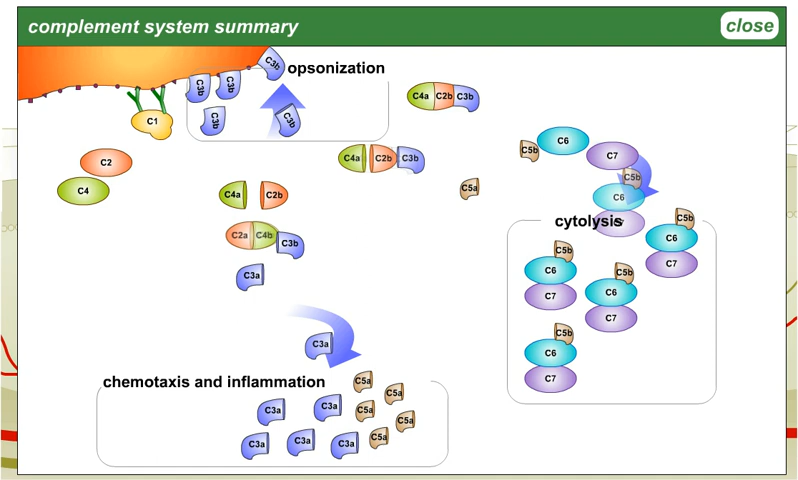 complement system summary
close
C3b
opsonization
C3b
C3b
C4a C2b C3b
C3b
C3b
C1
C5b
C6
C7
C2
C4a C2b C3b
C5b
C4
C5a
C4a C2b
C6
C5b
cytolysis
C2a C4b C3b
C6
C5b
C7
C3a
C5b
C6
C6
C7
C7
C7
C3a
C5b
C6
C7
chemotaxis and inflammation
C5a
C5a
C3a
C3a
C5a
C5a
C3a
C3a
C3a
C5a